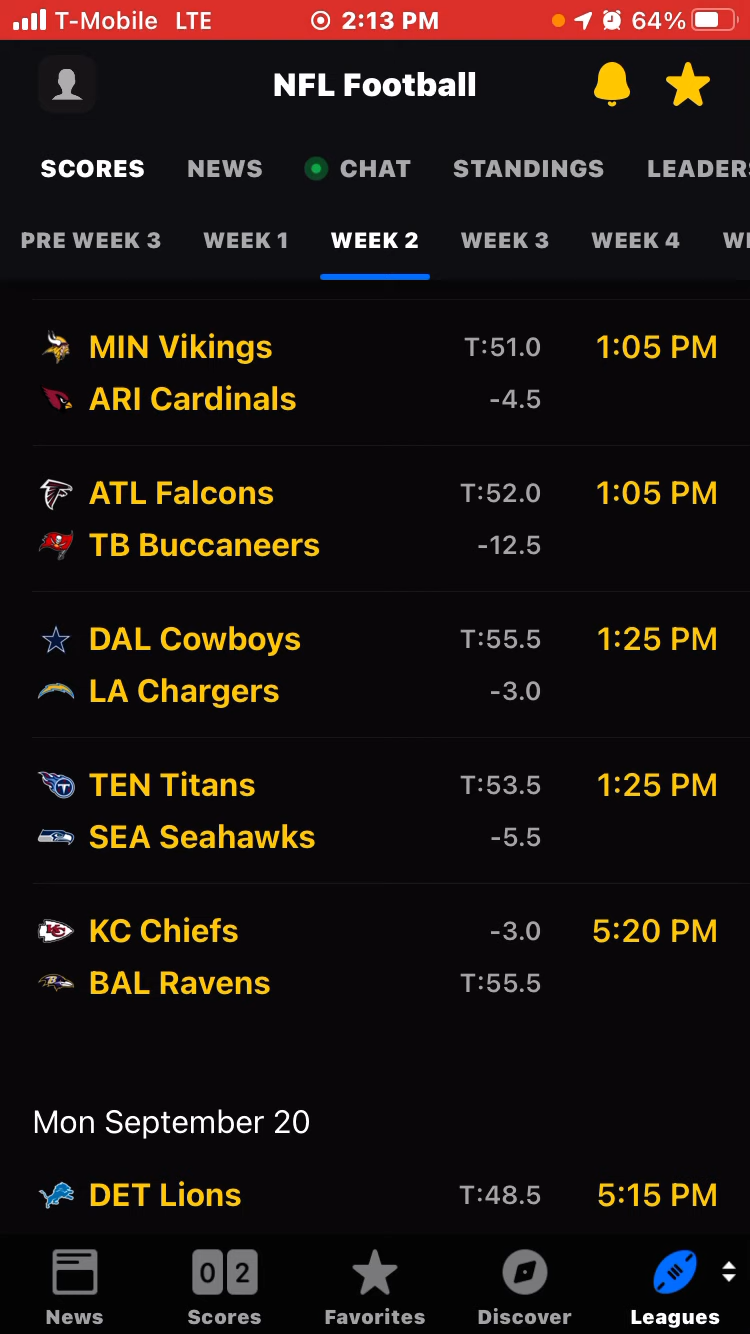 T-Mobile LTE 2:13 PM 64%
NFL Football
SCORES NEWS CHAT STANDINGS LEADERS
PRE WEEK 3 WEEK 1 WEEK 2 WEEK 3 WEEK 4 WE
MIN Vikings T:51.0 1:05 PM
ARI Cardinals -4.5
ATL Falcons T:52.0 1:05 PM
TB Buccaneers -12.5
DAL Cowboys T:55.5 1:25 PM
LA Chargers -3.0
TEN Titans T:53.5 1:25 PM
SEA Seahawks -5.5
KC Chiefs -3.0 5:20 PM
BAL Ravens T:55.5
Mon September 20
DET Lions T:48.5 5:15 PM
0 2
News Scores Favorites Discover Leagues